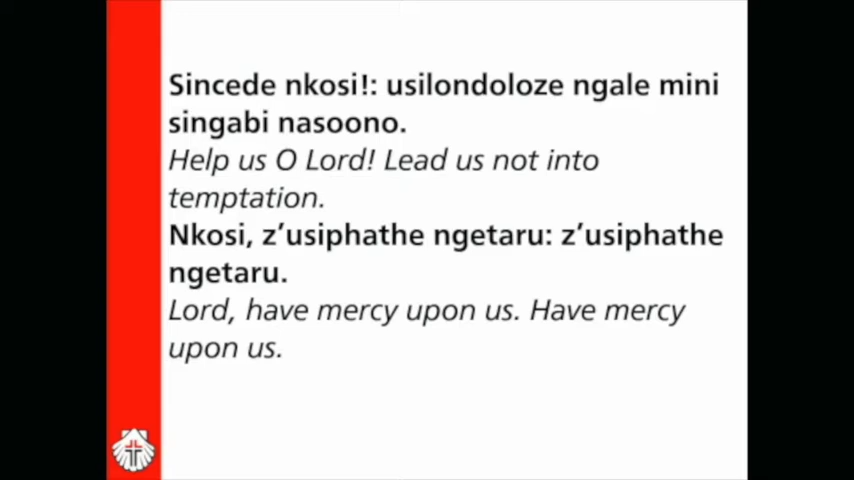 Sincede nkosi!: usilondoloze ngale mini
singabi nasoono.
Help us O Lord! Lead us not into
temptation.
Nkosi, z’usiphathe ngetaru: z’usiphathe
ngetaru.
Lord, have mercy upon us. Have mercy
upon us.